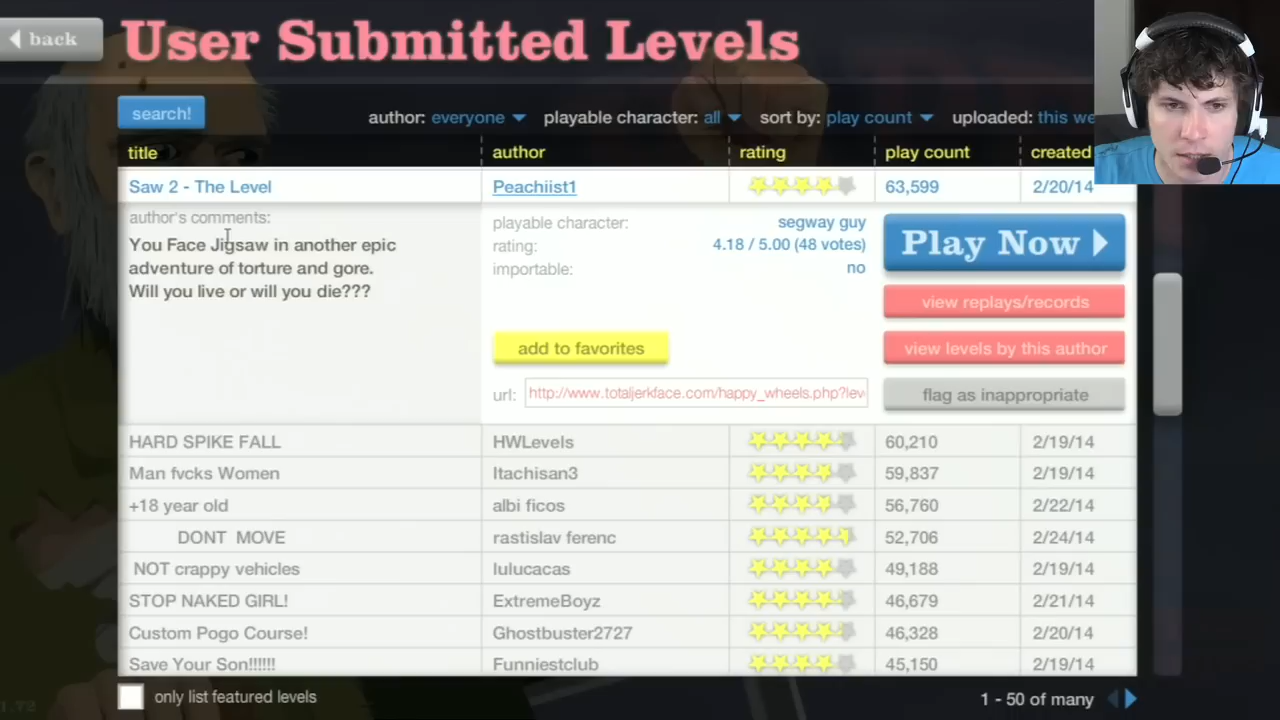 back
User Submitted Levels
search!
author: everyone playable character: all sort by: play count uploaded: this we
title author rating play count created
Saw 2 - The Level Peachiist1 63,599 2/20/14
author's comments:
You Face Jigsaw in another epic
adventure of torture and gore.
Will you live or will you die???
playable character: segway guy
rating: 4.18 / 5.00 (48 votes)
importable: no
add to favorites
url: http://www.totaljerkface.com/happy_wheels.php?lev
Play Now
view replays/records
view levels by this author
flag as inappropriate
HARD SPIKE FALL HWLevels 60,210 2/19/14
Man fvcks Women Itachisan3 59,837 2/19/14
+18 year old albi ficos 56,760 2/22/14
DONT MOVE rastislav ferenc 52,706 2/24/14
NOT crappy vehicles lulucacas 49,188 2/19/14
STOP NAKED GIRL! ExtremeBoyz 46,679 2/21/14
Custom Pogo Course! Ghostbuster2727 46,328 2/20/14
Save Your Son!!!!!! Funniestclub 45,150 2/19/14
only list featured levels
1 - 50 of many
1.72